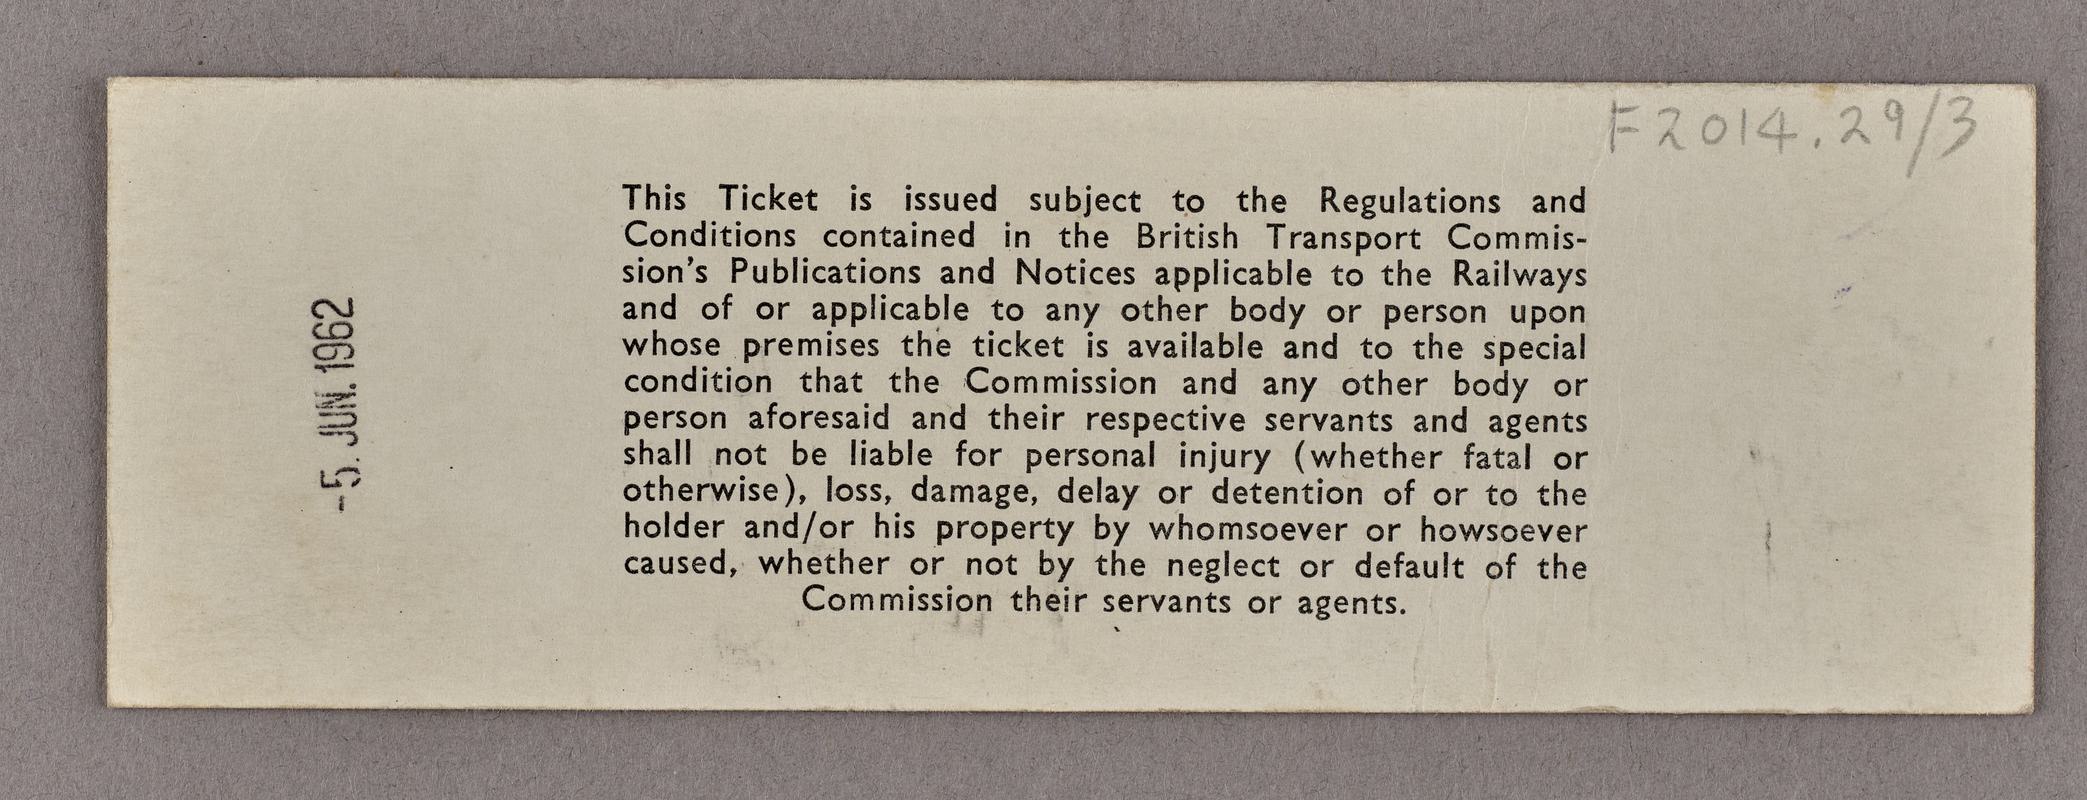 F2014.29/3
This Ticket is issued subject to the Regulations and
Conditions contained in the British Transport Commis-
sion's Publications and Notices applicable to the Railways
and of or applicable to any other body or person upon
whose premises the ticket is available and to the special
condition that the Commission and any other body or
person aforesaid and their respective servants and agents
shall not be liable for personal injury (whether fatal or
otherwise), loss, damage, delay or detention of or to the
holder and/or his property by whomsoever or howsoever
caused, whether or not by the neglect or default of the
Commission their servants or agents.
-5. JUN. 1962